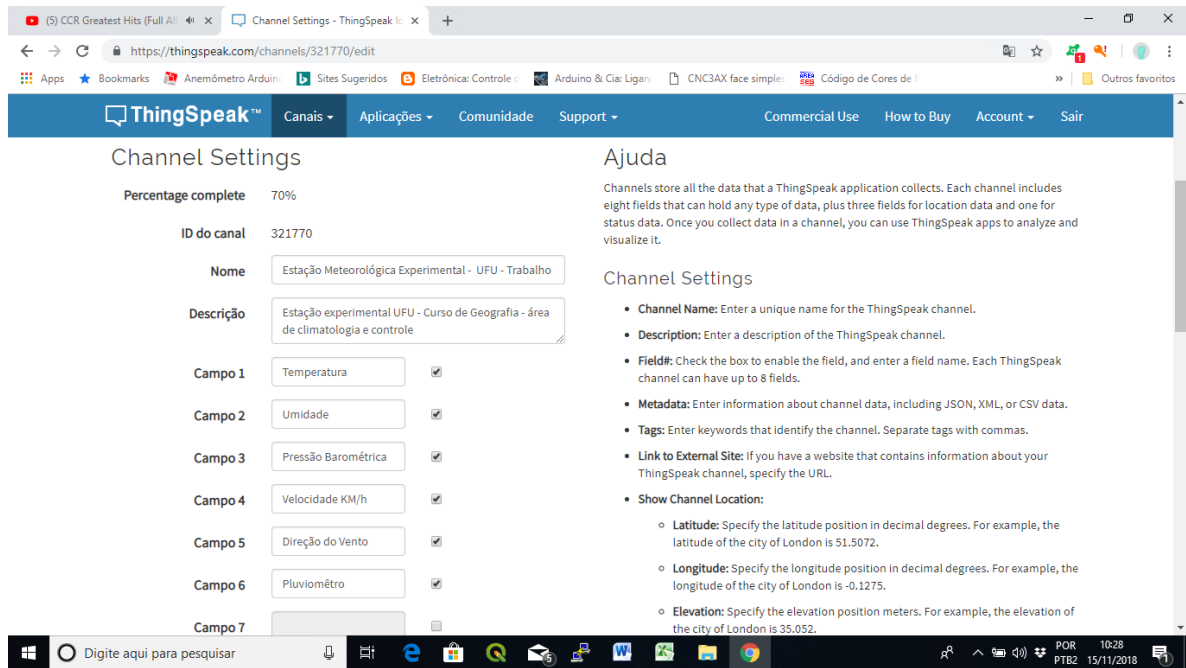 (5) CCR Greatest Hits (Full Al
Channel Settings - ThingSpeak Io
https://thingspeak.com/channels/321770/edit
Apps Bookmarks Anemômetro Arduin Sites Sugeridos Eletrônica: Controle d Arduino & Cia: Ligan CNC3AX face simples Código de Cores de F » Outros favoritos
ThingSpeak™ Canais Aplicações Comunidade Support Commercial Use How to Buy Account Sair
Channel Settings
Percentage complete 70%
ID do canal 321770
Nome Estação Meteorológica Experimental - UFU - Trabalho
Descrição Estação experimental UFU - Curso de Geografia - área
de climatologia e controle
Campo 1 Temperatura
Campo 2 Umidade
Campo 3 Pressão Barométrica
Campo 4 Velocidade KM/h
Campo 5 Direção do Vento
Campo 6 Pluviomêtro
Campo 7
Ajuda
Channels store all the data that a ThingSpeak application collects. Each channel includes
eight fields that can hold any type of data, plus three fields for location data and one for
status data. Once you collect data in a channel, you can use ThingSpeak apps to analyze and
visualize it.
Channel Settings
• Channel Name: Enter a unique name for the ThingSpeak channel.
• Description: Enter a description of the ThingSpeak channel.
• Field#: Check the box to enable the field, and enter a field name. Each ThingSpeak
channel can have up to 8 fields.
• Metadata: Enter information about channel data, including JSON, XML, or CSV data.
• Tags: Enter keywords that identify the channel. Separate tags with commas.
• Link to External Site: If you have a website that contains information about your
ThingSpeak channel, specify the URL.
• Show Channel Location:
Latitude: Specify the latitude position in decimal degrees. For example, the
latitude of the city of London is 51.5072.
Longitude: Specify the longitude position in decimal degrees. For example, the
longitude of the city of London is -0.1275.
Elevation: Specify the elevation position meters. For example, the elevation of
the city of London is 35.052.
Digite aqui para pesquisar
5
POR 10:28
PTB2 15/11/2018
1